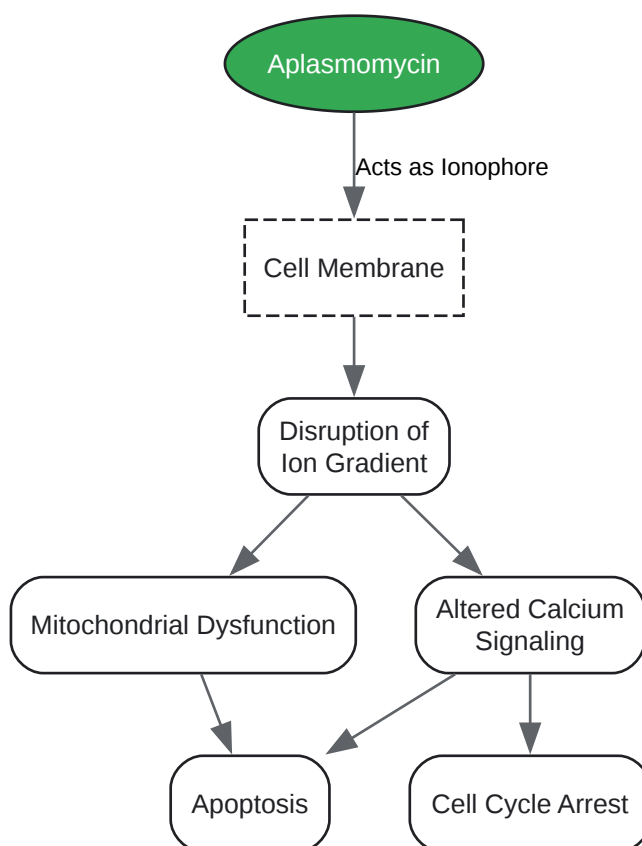 Aplasmomycin
Acts as Ionophore
Cell Membrane
Disruption of
Ion Gradient
Mitochondrial Dysfunction
Altered Calcium
Signaling
Apoptosis
Cell Cycle Arrest